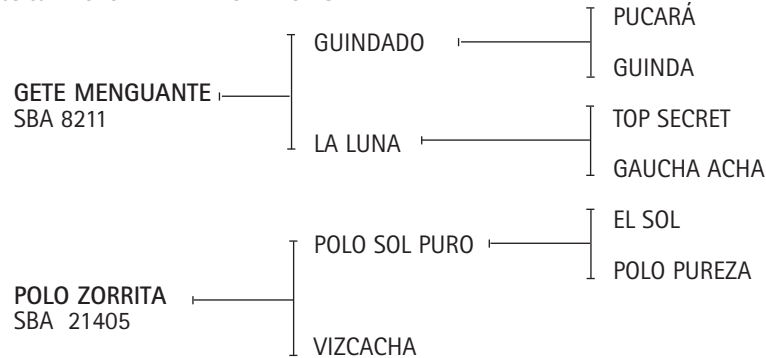 PUCARÁ
GUINDADO
GUINDA
GETE MENGUANTE
SBA 8211
TOP SECRET
LA LUNA
GAUCHA ACHA
EL SOL
POLO SOL PURO
POLO PUREZA
POLO ZORRITA
SBA 21405
VIZCACHA